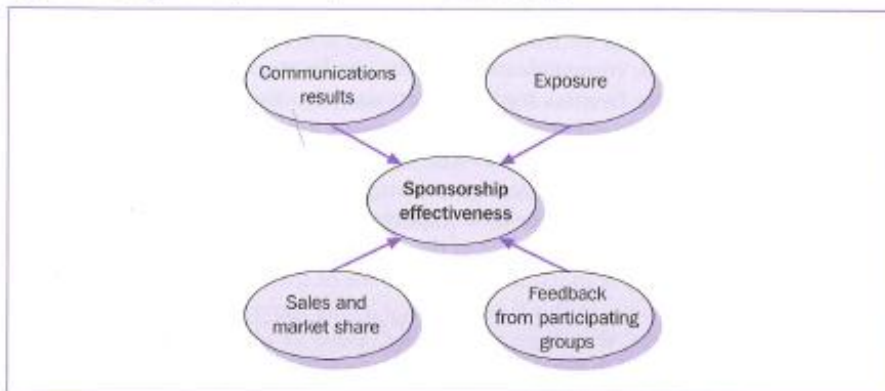 Communications
results
Exposure
Sponsorship
effectiveness
Sales and
market share
Feedback
from participating
groups